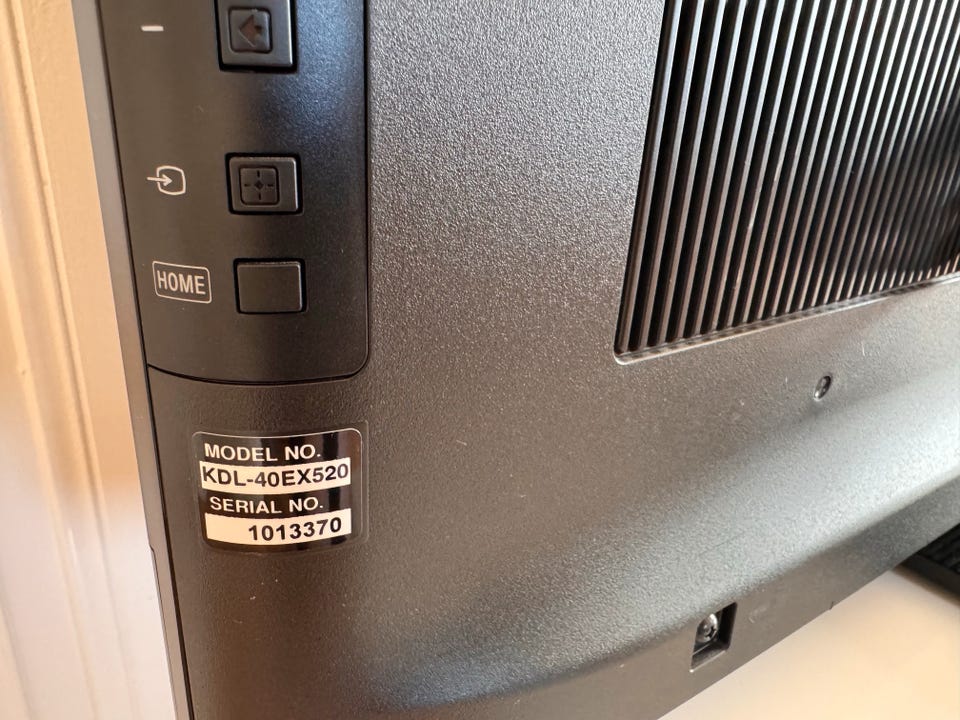 HOME
MODEL NO.
KDL-40EX520
SERIAL NO.
1013370